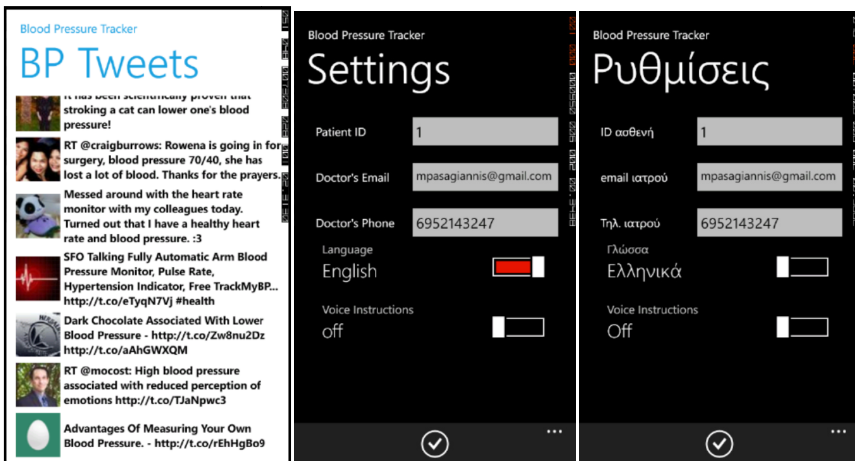 Blood Pressure Tracker
BP Tweets
It has been scientifically proven that
stroking a cat can lower one's blood
pressure!
RT @craigburrows: Rowena is going in for
surgery, blood pressure 70/40, she has
lost a lot of blood. Thanks for the prayers.
Messed around with the heart rate
monitor with my colleagues today.
Turned out that I have a healthy heart
rate and blood pressure. :3
SFO Talking Fully Automatic Arm Blood
Pressure Monitor, Pulse Rate,
Hypertension Indicator, Free TrackMyBP...
http://t.co/eTyqN7Vj #health
Dark Chocolate Associated With Lower
Blood Pressure - http://t.co/Zw8nu2Dz
http://t.co/aAhGWXQM
RT @mocost: High blood pressure
associated with reduced perception of
emotions http://t.co/TJaNpwc3
Advantages Of Measuring Your Own
Blood Pressure. - http://t.co/rEhHgBo9
Blood Pressure Tracker
Settings
Patient ID
1
Doctor's Email
mpasagiannis@gmail.com
Doctor's Phone
6952143247
Language
English
Voice Instructions
off
...
Blood Pressure Tracker
Ρυθμίσεις
ID ασθενή
1
email ιατρού
mpasagiannis@gmail.com
Τηλ. ιατρού
6952143247
Γλώσσα
Ελληνικά
Voice Instructions
Off
...